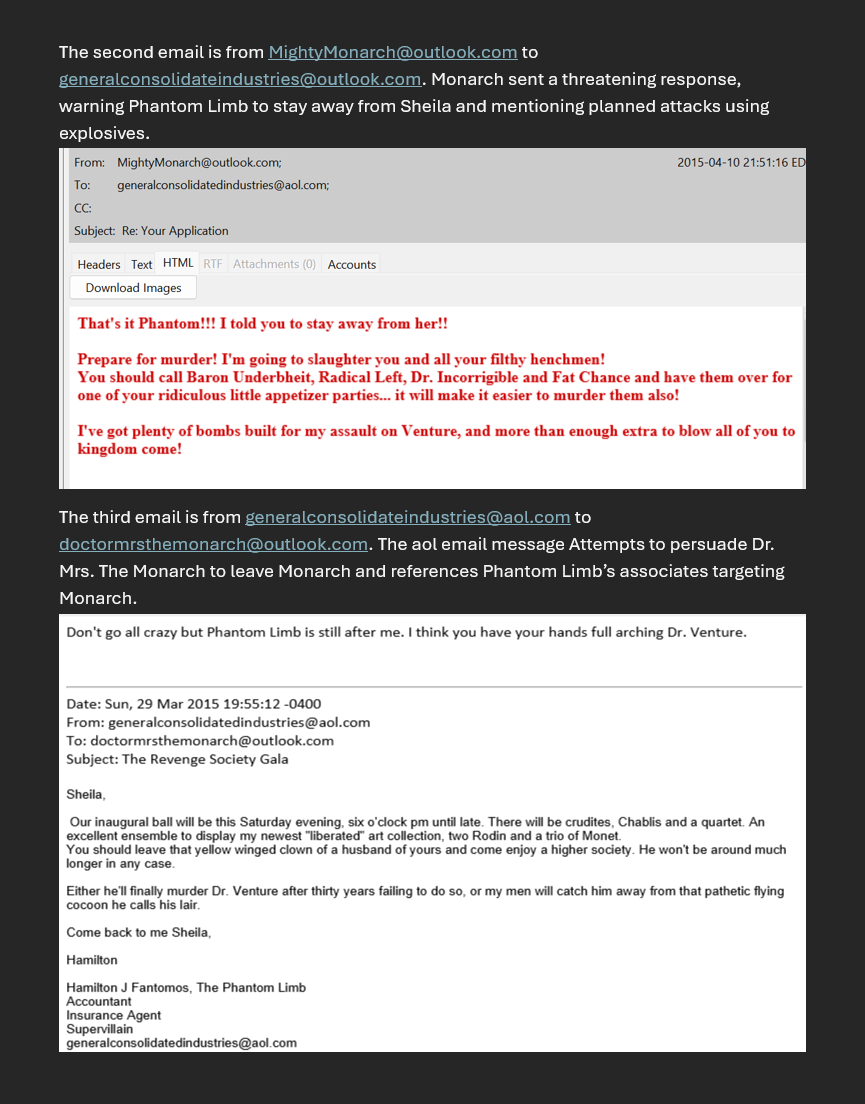 The second email is from MightyMonarch@outlook.com to
generalconsolidateindustries@outlook.com. Monarch sent a threatening response,
warning Phantom Limb to stay away from Sheila and mentioning planned attacks using
explosives.
From: MightyMonarch@outlook.com; 2015-04-10 21:51:16 ED
To: generalconsolidatedindustries@aol.com;
CC:
Subject: Re: Your Application
Headers Text HTML RTF Attachments (0) Accounts
Download Images
That's it Phantom!!! I told you to stay away from her!!
Prepare for murder! I'm going to slaughter you and all your filthy henchmen!
You should call Baron Underbheit, Radical Left, Dr. Incorrigible and Fat Chance and have them over for
one of your ridiculous little appetizer parties... it will make it easier to murder them also!
I've got plenty of bombs built for my assault on Venture, and more than enough extra to blow all of you to
kingdom come!
The third email is from generalconsolidateindustries@aol.com to
doctormrsthemonarch@outlook.com. The aol email message Attempts to persuade Dr.
Mrs. The Monarch to leave Monarch and references Phantom Limb's associates targeting
Monarch.
Don't go all crazy but Phantom Limb is still after me. I think you have your hands full arching Dr. Venture.
Date: Sun, 29 Mar 2015 19:55:12 -0400
From: generalconsolidatedindustries@aol.com
To: doctormrsthemonarch@outlook.com
Subject: The Revenge Society Gala
Sheila,
Our inaugural ball will be this Saturday evening, six o'clock pm until late. There will be crudites, Chablis and a quartet. An
excellent ensemble to display my newest "liberated" art collection, two Rodin and a trio of Monet.
You should leave that yellow winged clown of a husband of yours and come enjoy a higher society. He won't be around much
longer in any case.
Either he'll finally murder Dr. Venture after thirty years failing to do so, or my men will catch him away from that pathetic flying
cocoon he calls his lair.
Come back to me Sheila,
Hamilton
Hamilton J Fantomos, The Phantom Limb
Accountant
Insurance Agent
Supervillain
generalconsolidatedindustries@aol.com